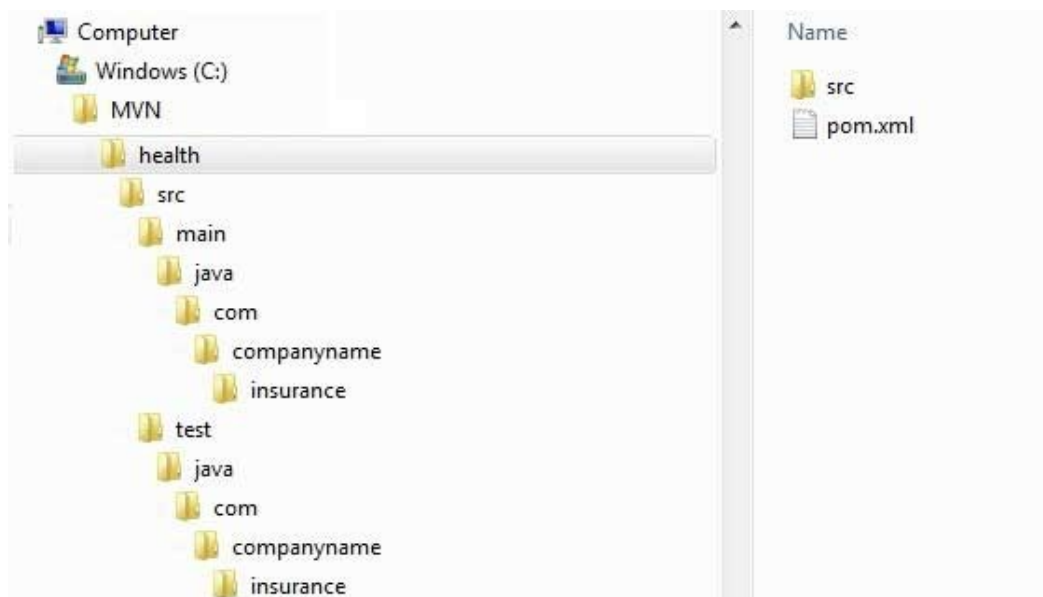 Computer
Windows (C:)
MVN
health
src
main
java
com
companyname
insurance
test
java
com
companyname
insurance
Name
src
pom.xml